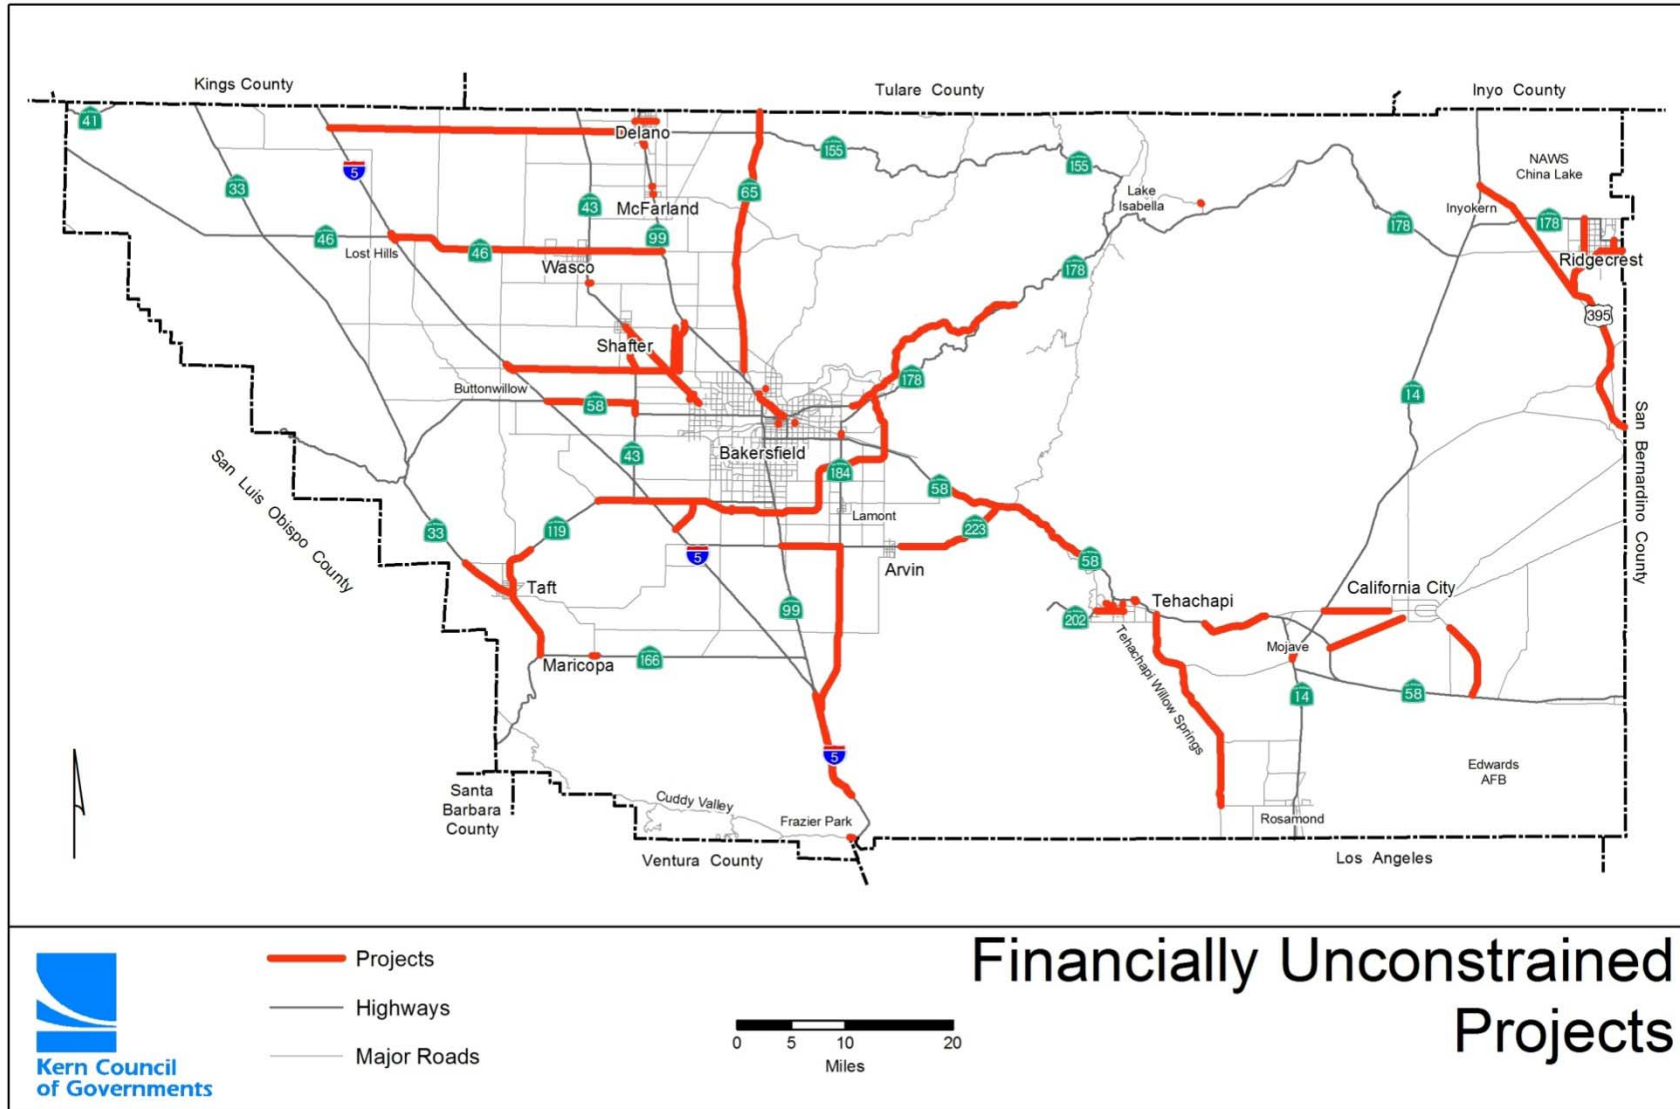 Kings County
Tulare County
Inyo County
41
Delano
155
5
155
NAWS
China Lake
33
65
Lake
Isabella
43
McFarland
Inyokern
178
178
46
99
Lost Hills
46
Wasco
178
Ridgecrest
395
Shafter
178
Buttonwillow
58
14
Bakersfield
43
184
San Luis Obispo County
San Bernardino County
58
Lamont
33
119
223
5
Arvin
58
Taft
California City
99
Tehachapi
202
Tehachapi Willow Springs
Mojave
Maricopa
166
14
58
5
Edwards
AFB
Santa
Barbara
County
Cuddy Valley
Frazier Park
Rosamond
Ventura County
Los Angeles
Kern Council
of Governments
Projects
Highways
Major Roads
0 5 10 20
Miles
Financially Unconstrained
Projects